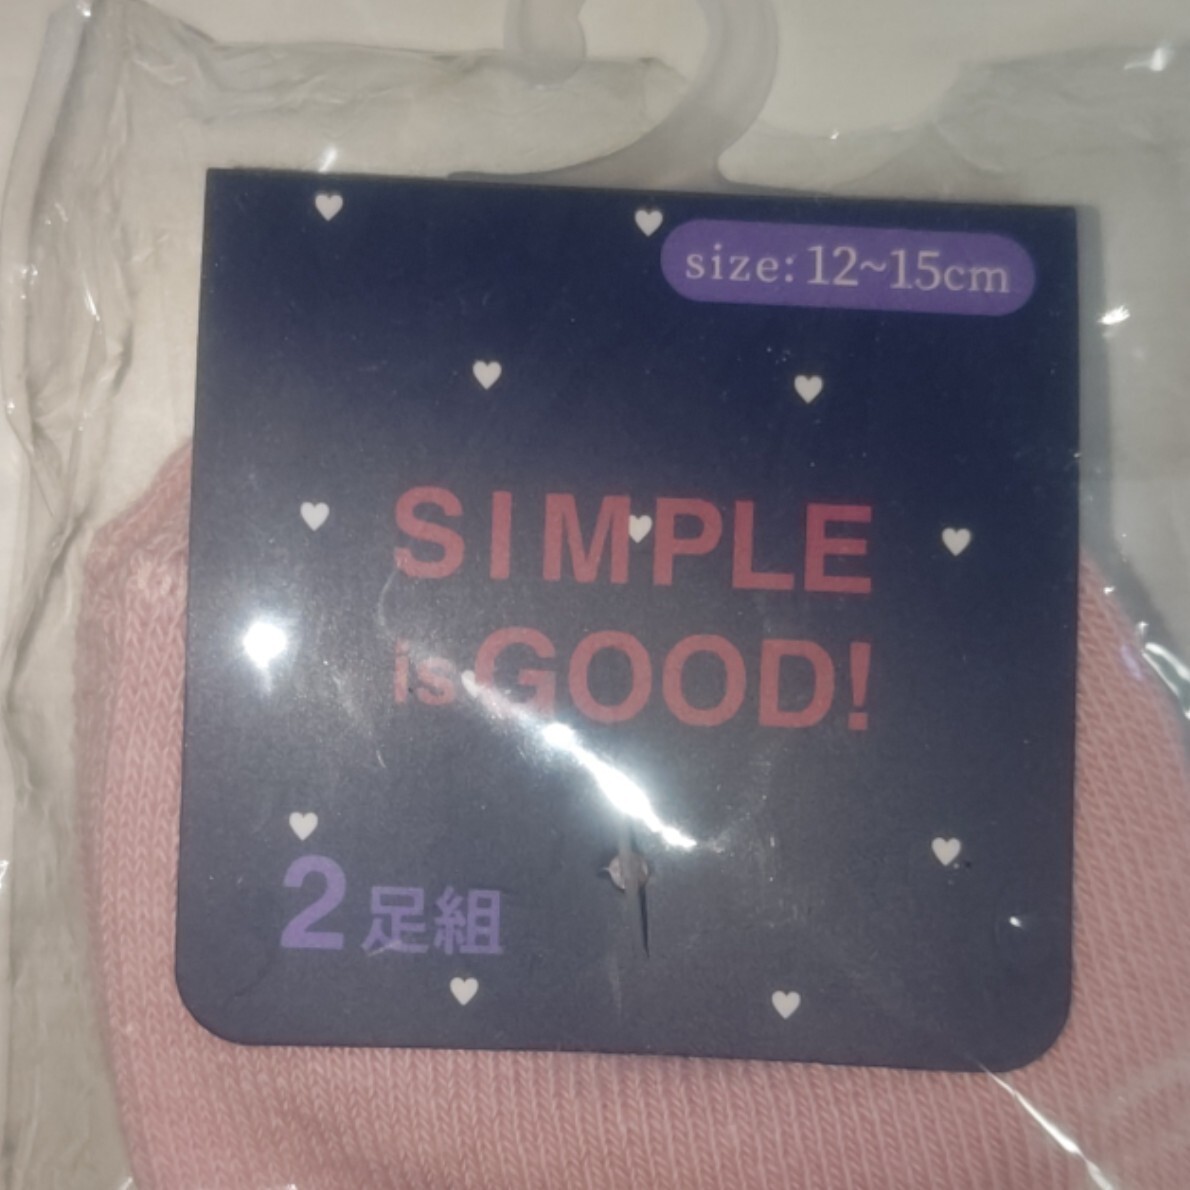 size: 12~15cm
SIMPLE
is GOOD!
2足組